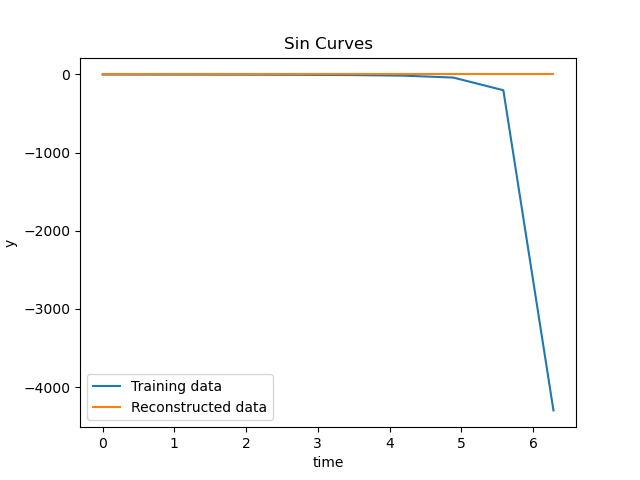 Sin Curves
0
−1000
−2000
−3000
−4000
y
Training data
Reconstructed data
0 1 2 3 4 5 6
time